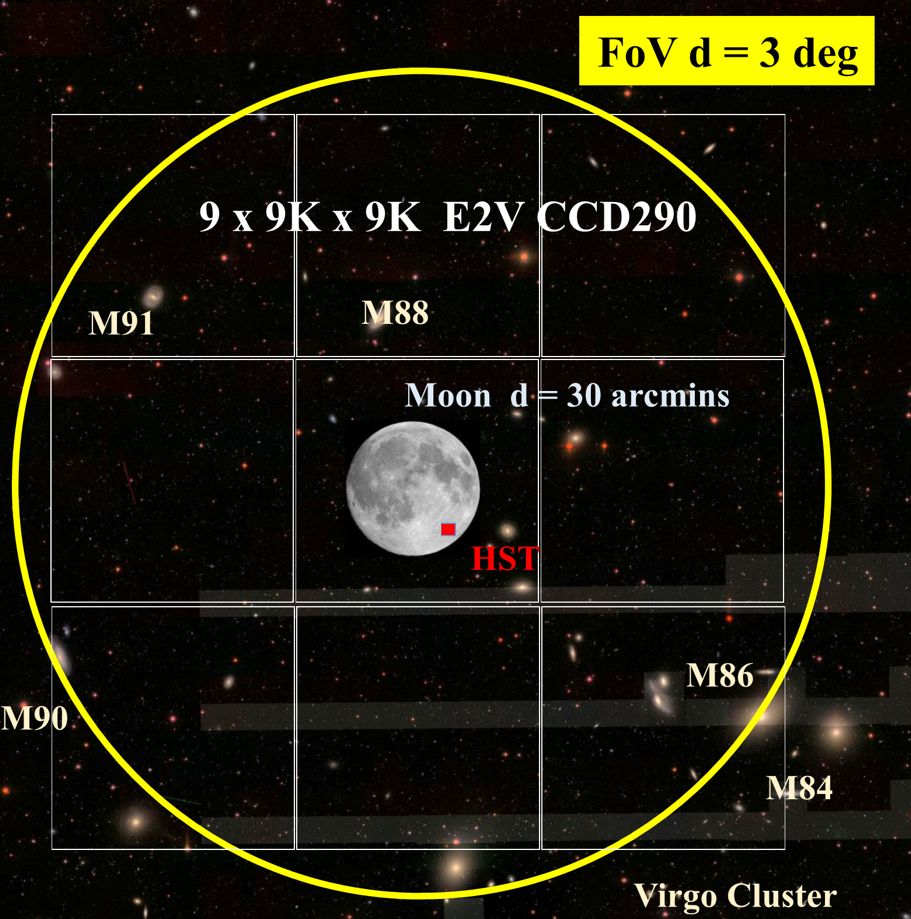 FoV d = 3 deg
9 x 9K x 9K E2V CCD290
M91
M88
Moon d = 30 arcmins
HST
M86
M90
M84
Virgo Cluster